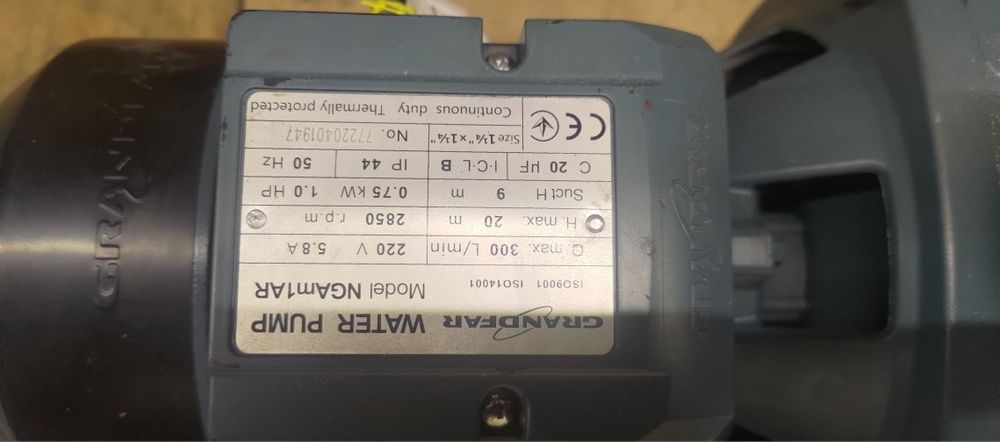 GRANDFAR WATER PUMP
ISO9001 ISO14001 Model NGAm1AR
Q.max. 300 L/min 220 V 5.8 A
H.max. 20 m 2850 r.p.m
Suct H 9 m 0.75 kW 1.0 HP
C. 20 µF I·C·L B IP 44 50 Hz
CE Size 1¼"×1¼" No. 77220401947
Continuous duty Thermally protected
GRANDFAR
GRANDFAR